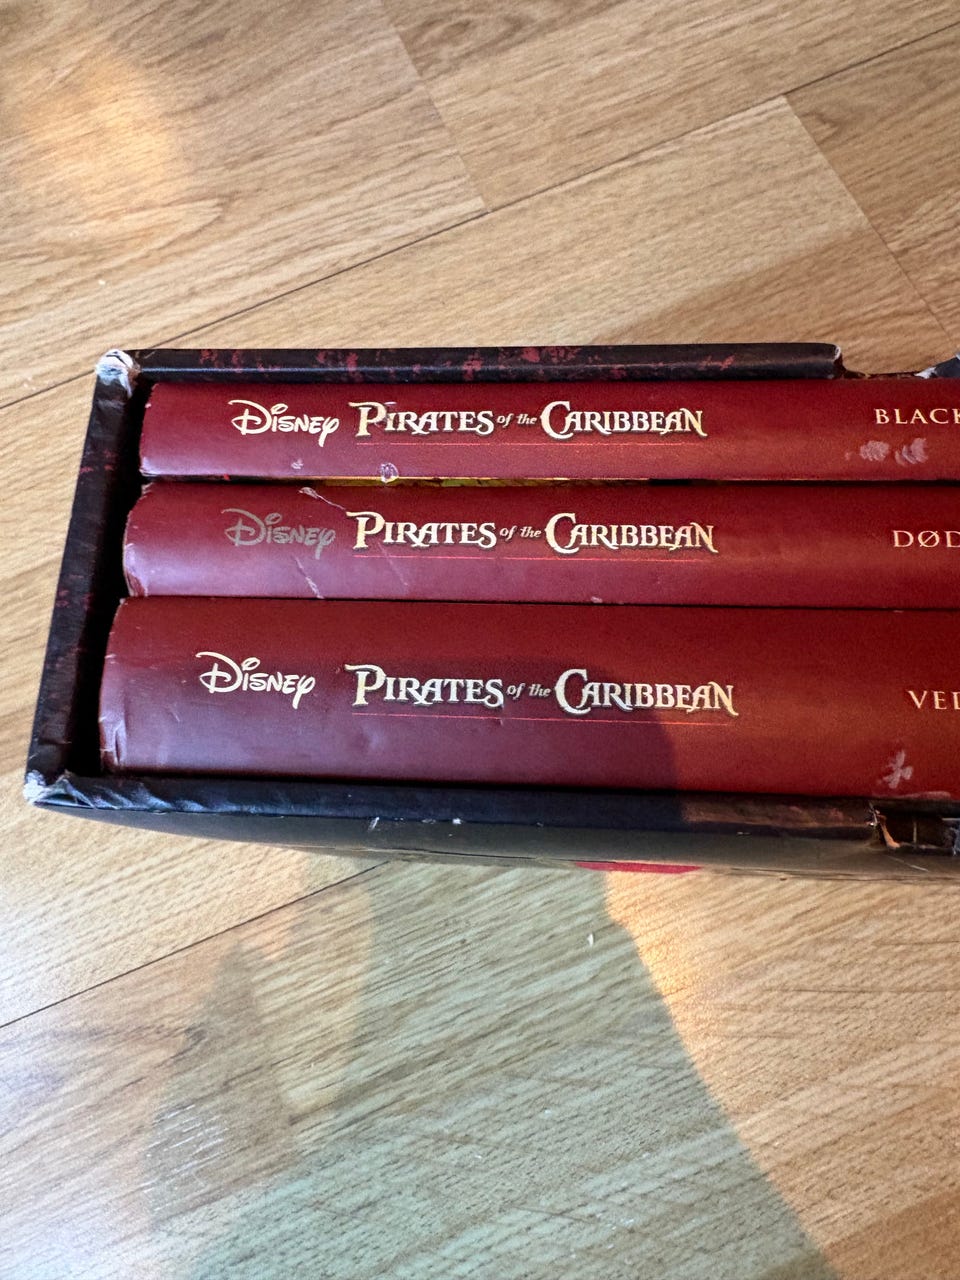 Disney PIRATES of the CARIBBEAN BLACK
Disney PIRATES of the CARIBBEAN DØD
Disney PIRATES of the CARIBBEAN VED